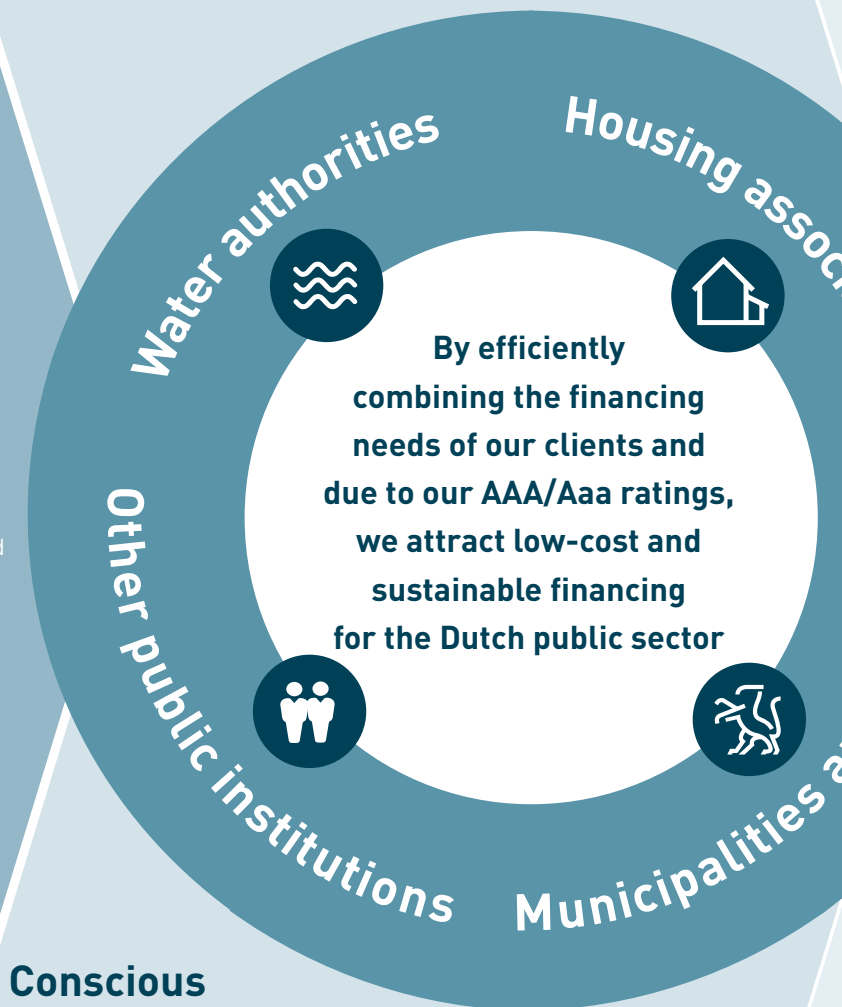 Water authorities
Housing assoc
By efficiently
combining the financing
needs of our clients and
due to our AAA/Aaa ratings,
we attract low-cost and
sustainable financing
for the Dutch public sector
Other public institutions
Municipalities a
Conscious